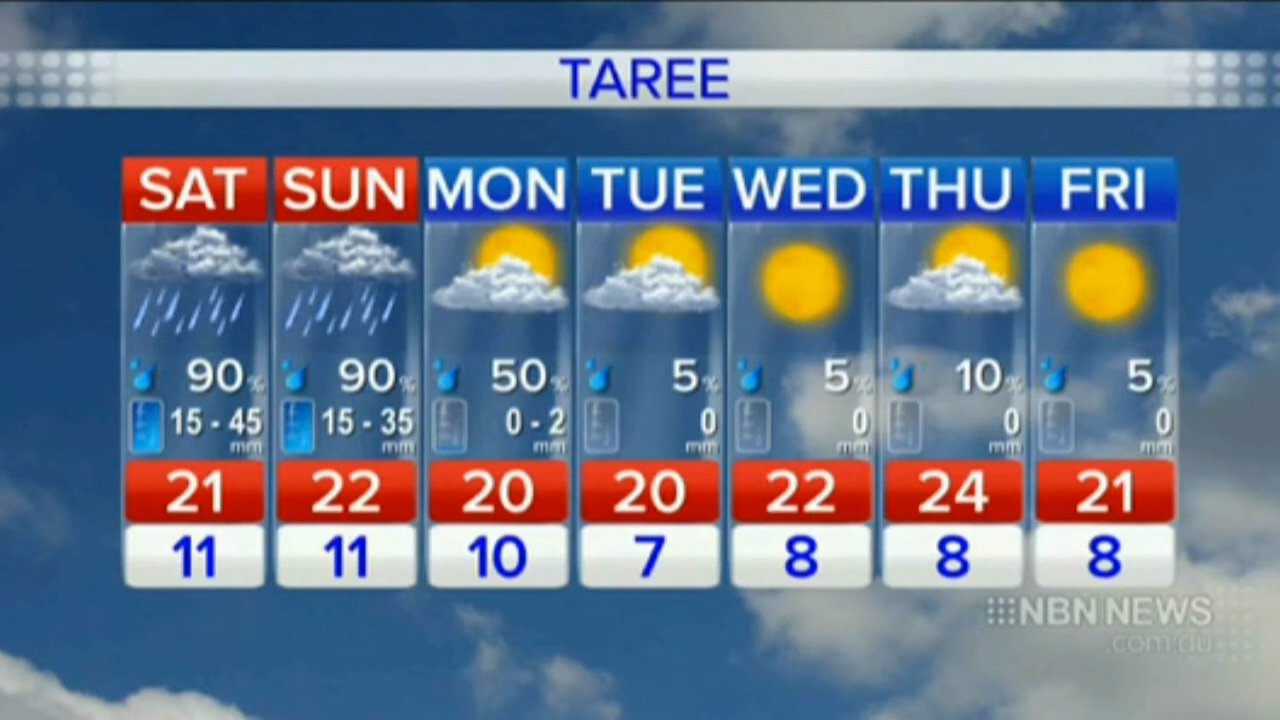 TAREE
SAT SUN MON TUE WED THU FRI
90% 90% 50% 5% 5% 10% 5%
15 - 45 15 - 35 0 - 2 0 0 0 0
mm mm mm mm mm mm mm
21 22 20 20 22 24 21
11 11 10 7 8 8 8
NBN NEWS
.com.au